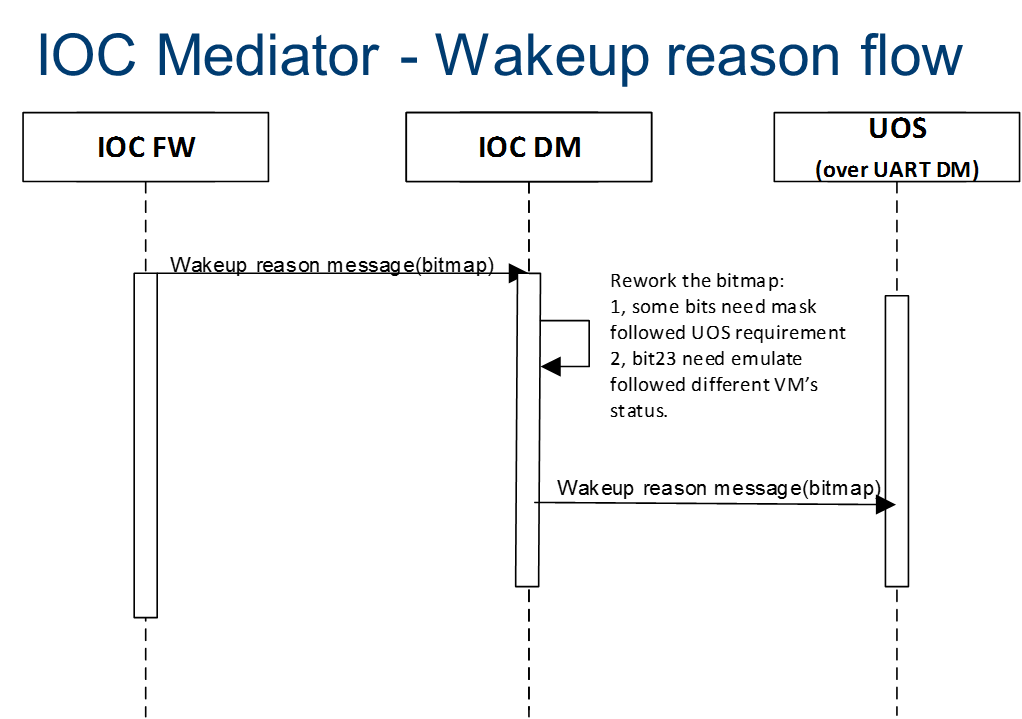 IOC Mediator - Wakeup reason flow
IOC FW
IOC DM
UOS
(over UART DM)
Wakeup reason message(bitmap)
Rework the bitmap:
1, some bits need mask
followed UOS requirement
2, bit23 need emulate
followed different VM’s
status.
Wakeup reason message(bitmap)